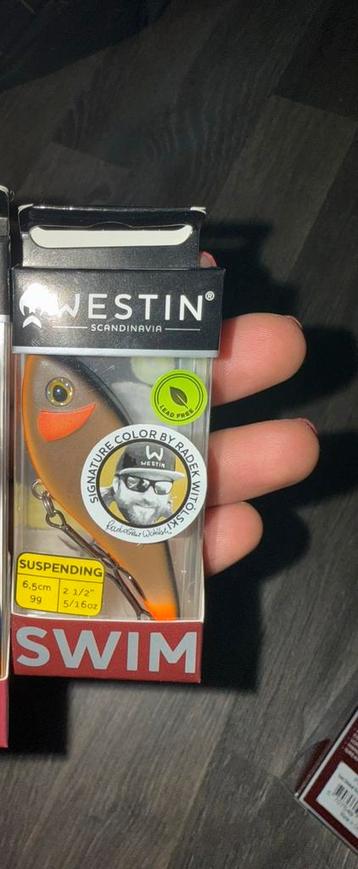 WESTIN®
SCANDINAVIA
LEAD FREE
SIGNATURE COLOR BY RADEK WITÓLSKI
WESTIN
SUSPENDING
6,5cm 2 1/2"
9g 5/16oz
SWIM